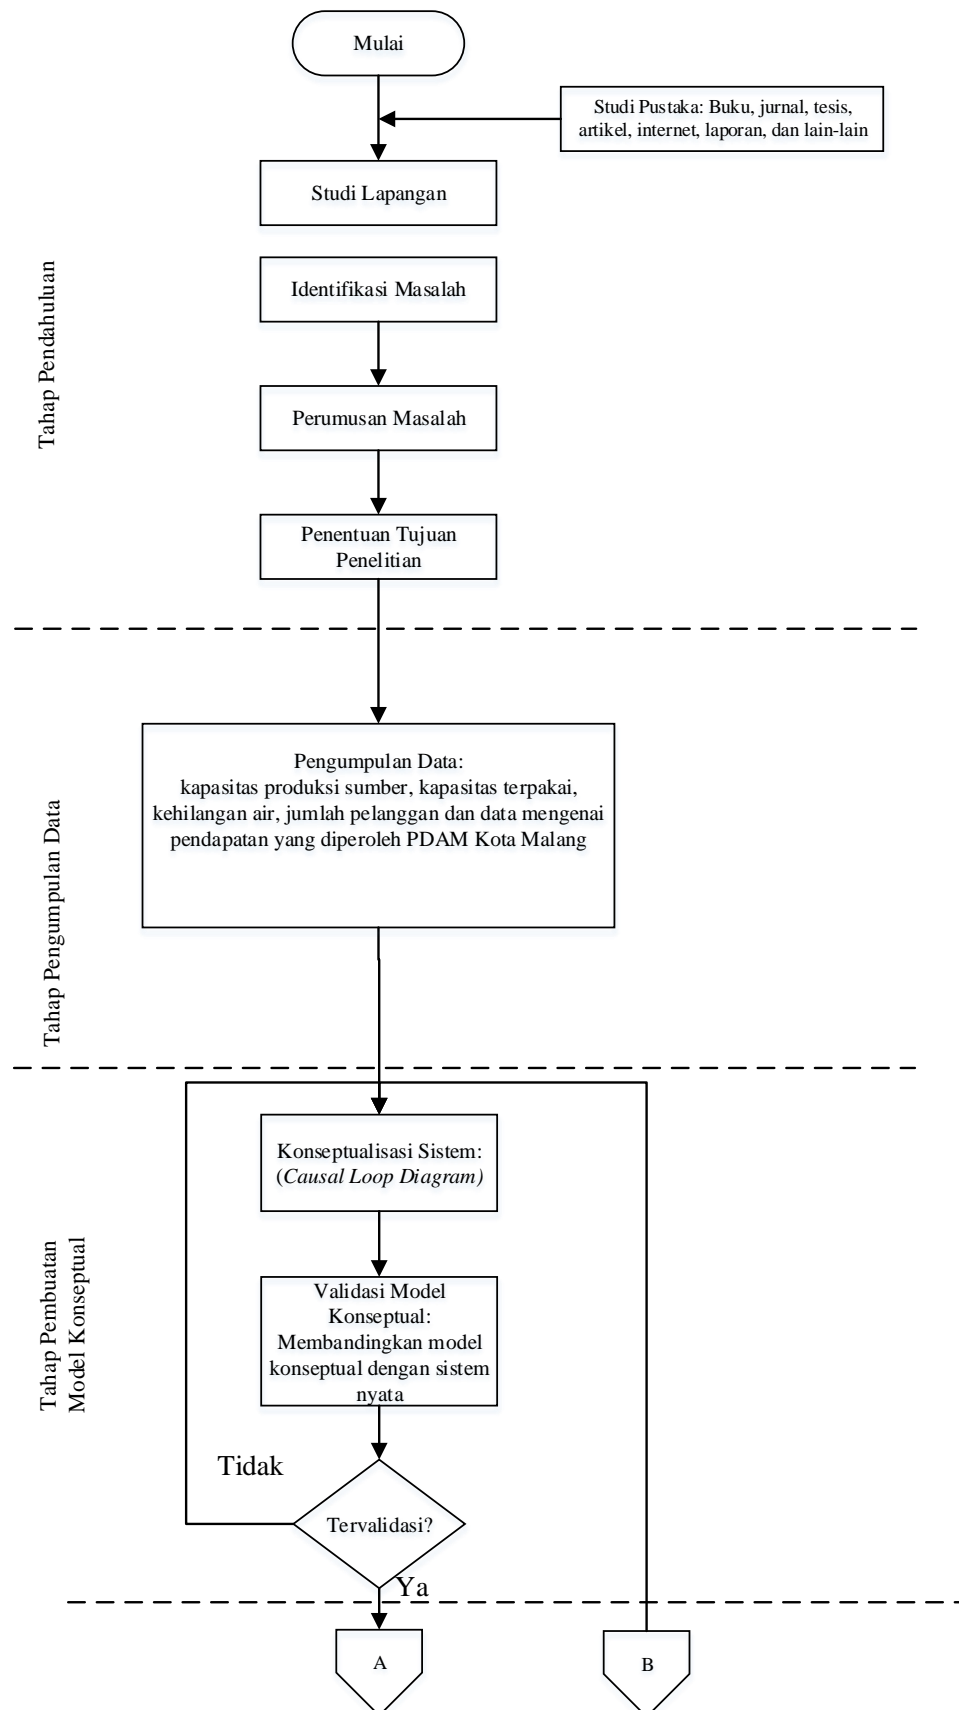 Mulai
Studi Pustaka: Buku, jurnal, tesis,
artikel, internet, laporan, dan lain-lain
Studi Lapangan
Tahap Pendahuluan
Identifikasi Masalah
Perumusan Masalah
Penentuan Tujuan
Penelitian
Tahap Pengumpulan Data
Pengumpulan Data:
kapasitas produksi sumber, kapasitas terpakai,
kehilangan air, jumlah pelanggan dan data mengenai
pendapatan yang diperoleh PDAM Kota Malang
Tahap Pembuatan
Model Konseptual
Konseptualisasi Sistem:
(Causal Loop Diagram)
Validasi Model
Konseptual:
Membandingkan model
konseptual dengan sistem
nyata
Tidak
Tervalidasi?
Ya
A
B